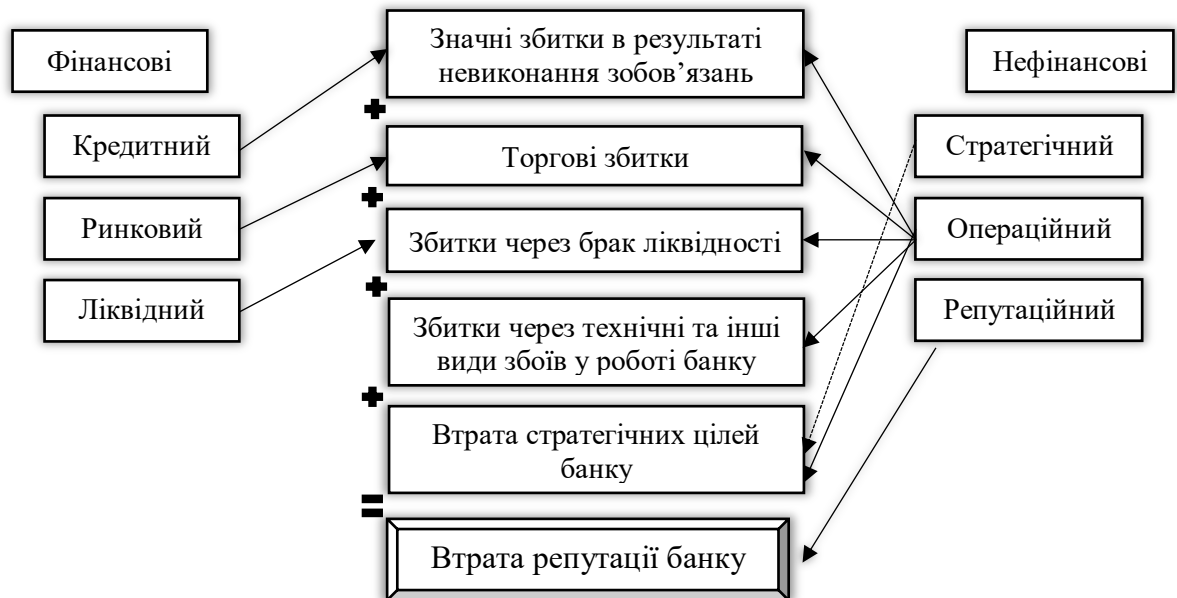 Фінансові
Кредитний
Ринковий
Ліквідний
Значні збитки в результаті
невиконання зобов’язань
+
Торгові збитки
+
Збитки через брак ліквідності
+
Збитки через технічні та інші
види збоїв у роботі банку
+
Втрата стратегічних цілей
банку
=
Втрата репутації банку
Нефінансові
Стратегічний
Операційний
Репутаційний